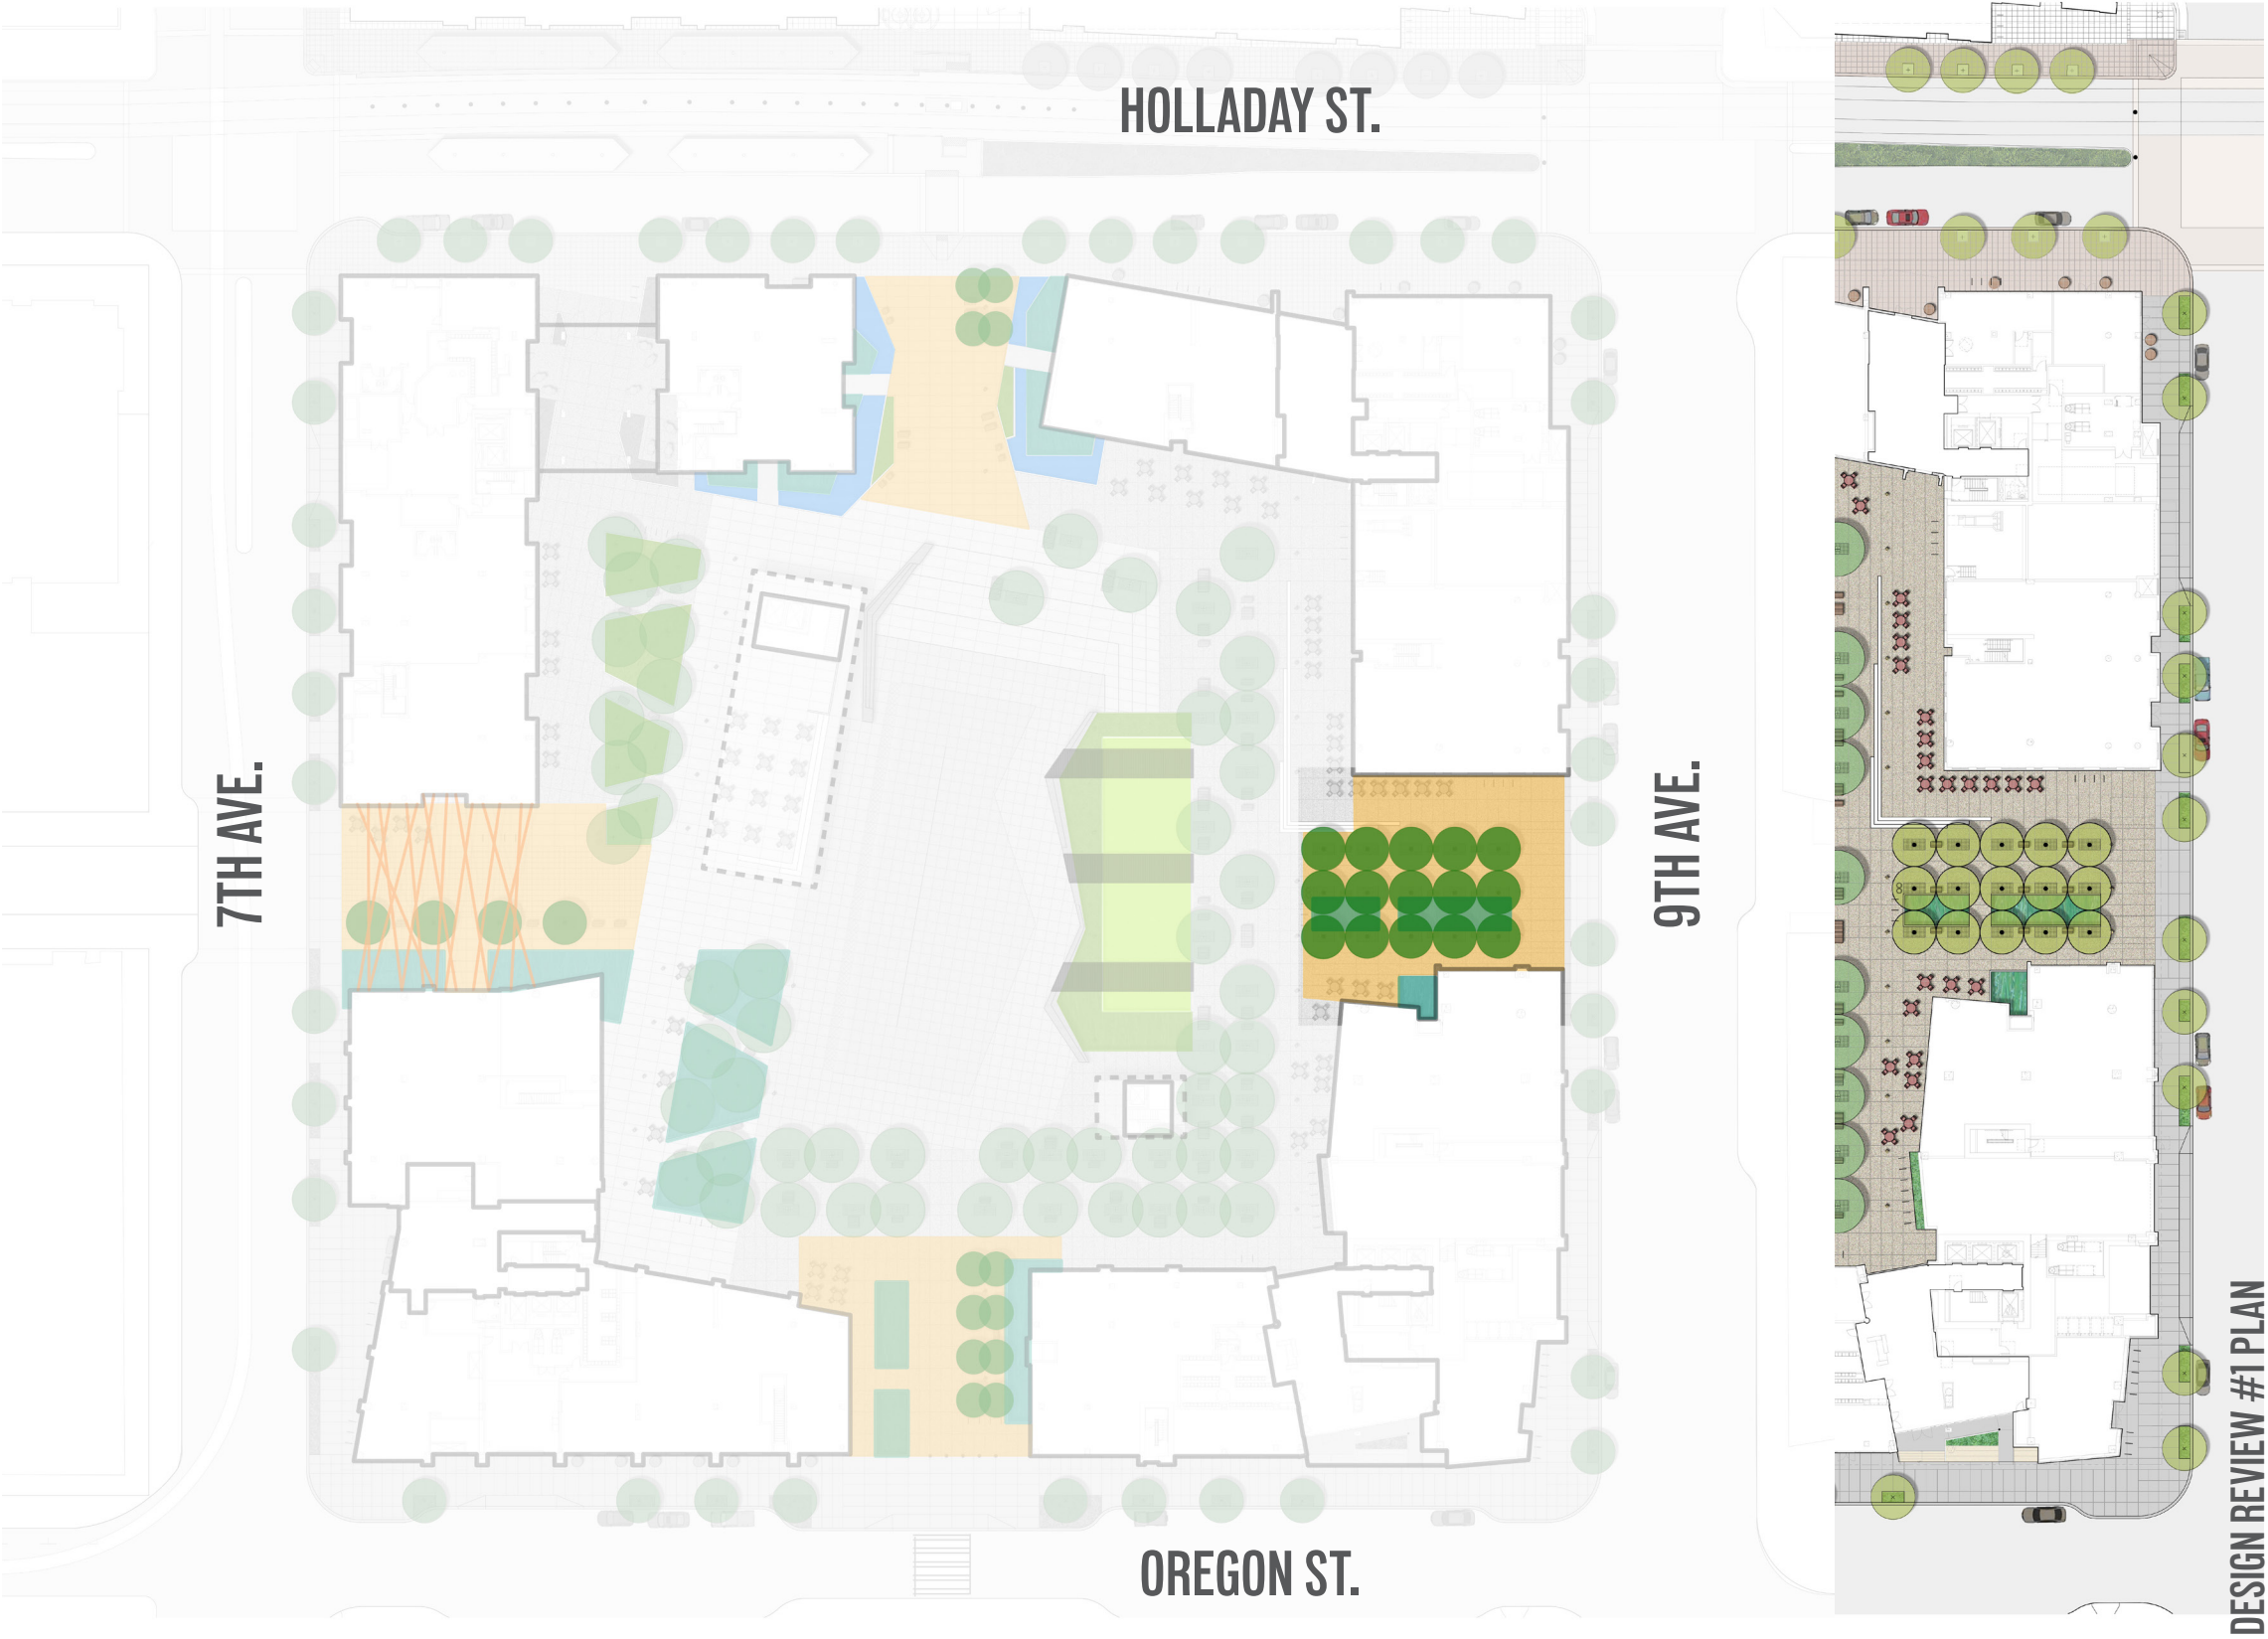 HOLLADAY ST.
7TH AVE.
9TH AVE.
OREGON ST.
DESIGN REVIEW #1 PLAN